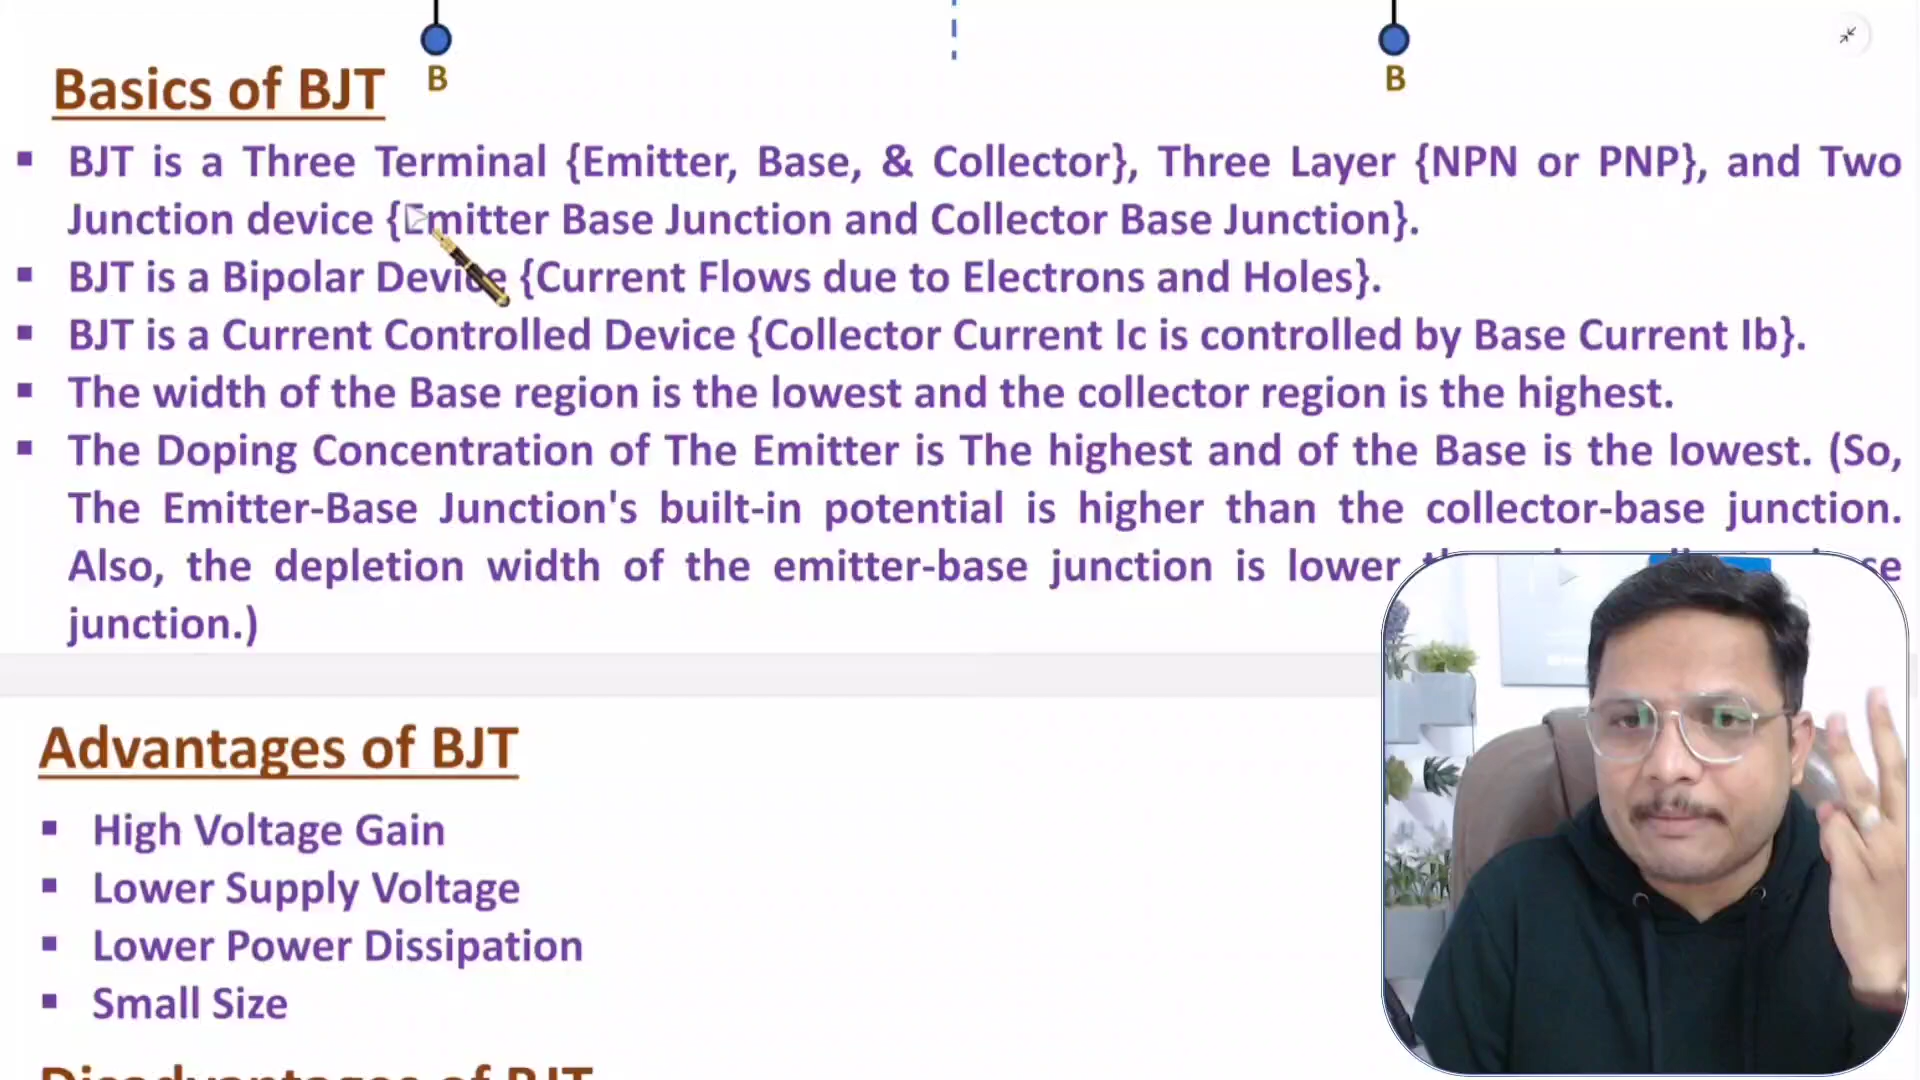 B
B
Basics of BJT
▪ BJT is a Three Terminal {Emitter, Base, & Collector}, Three Layer {NPN or PNP}, and Two
Junction device {Emitter Base Junction and Collector Base Junction}.
▪ BJT is a Bipolar Device {Current Flows due to Electrons and Holes}.
▪ BJT is a Current Controlled Device {Collector Current Ic is controlled by Base Current Ib}.
▪ The width of the Base region is the lowest and the collector region is the highest.
▪ The Doping Concentration of The Emitter is The highest and of the Base is the lowest. (So,
The Emitter-Base Junction's built-in potential is higher than the collector-base junction.
Also, the depletion width of the emitter-base junction is lower
junction.)
Advantages of BJT
▪ High Voltage Gain
▪ Lower Supply Voltage
▪ Lower Power Dissipation
▪ Small Size
Disadvantages of BJT